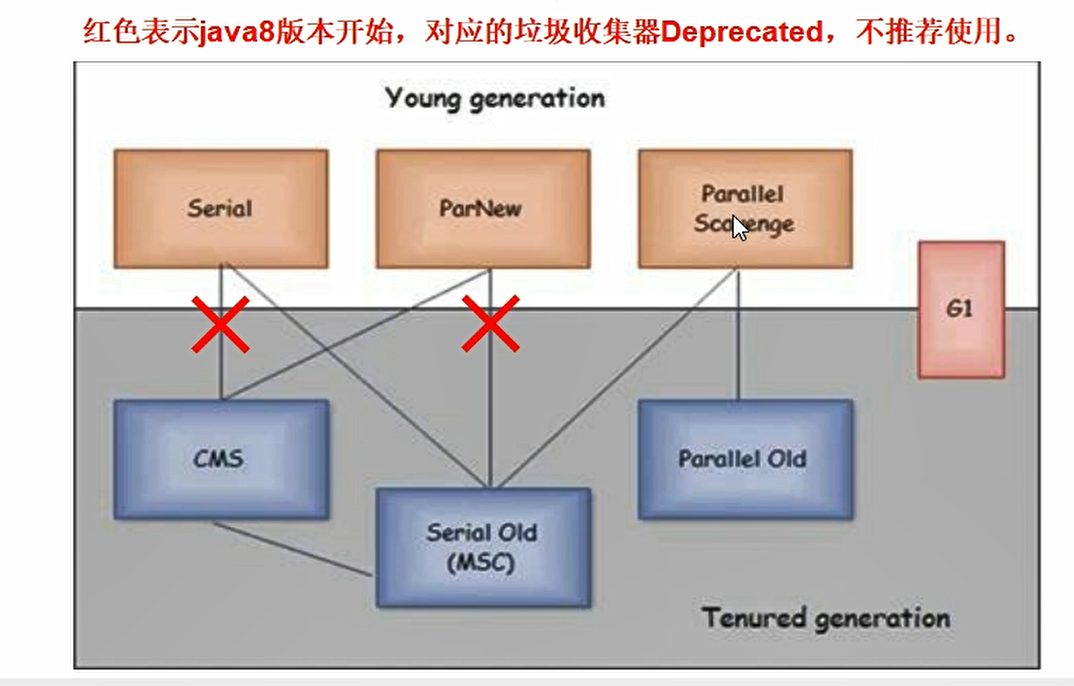 红色表示java8版本开始，对应的垃圾收集器Deprecated，不推荐使用。
Young generation
Serial
ParNew
Parallel
Scavenge
G1
CMS
Parallel Old
Serial Old
(MSC)
Tenured generation